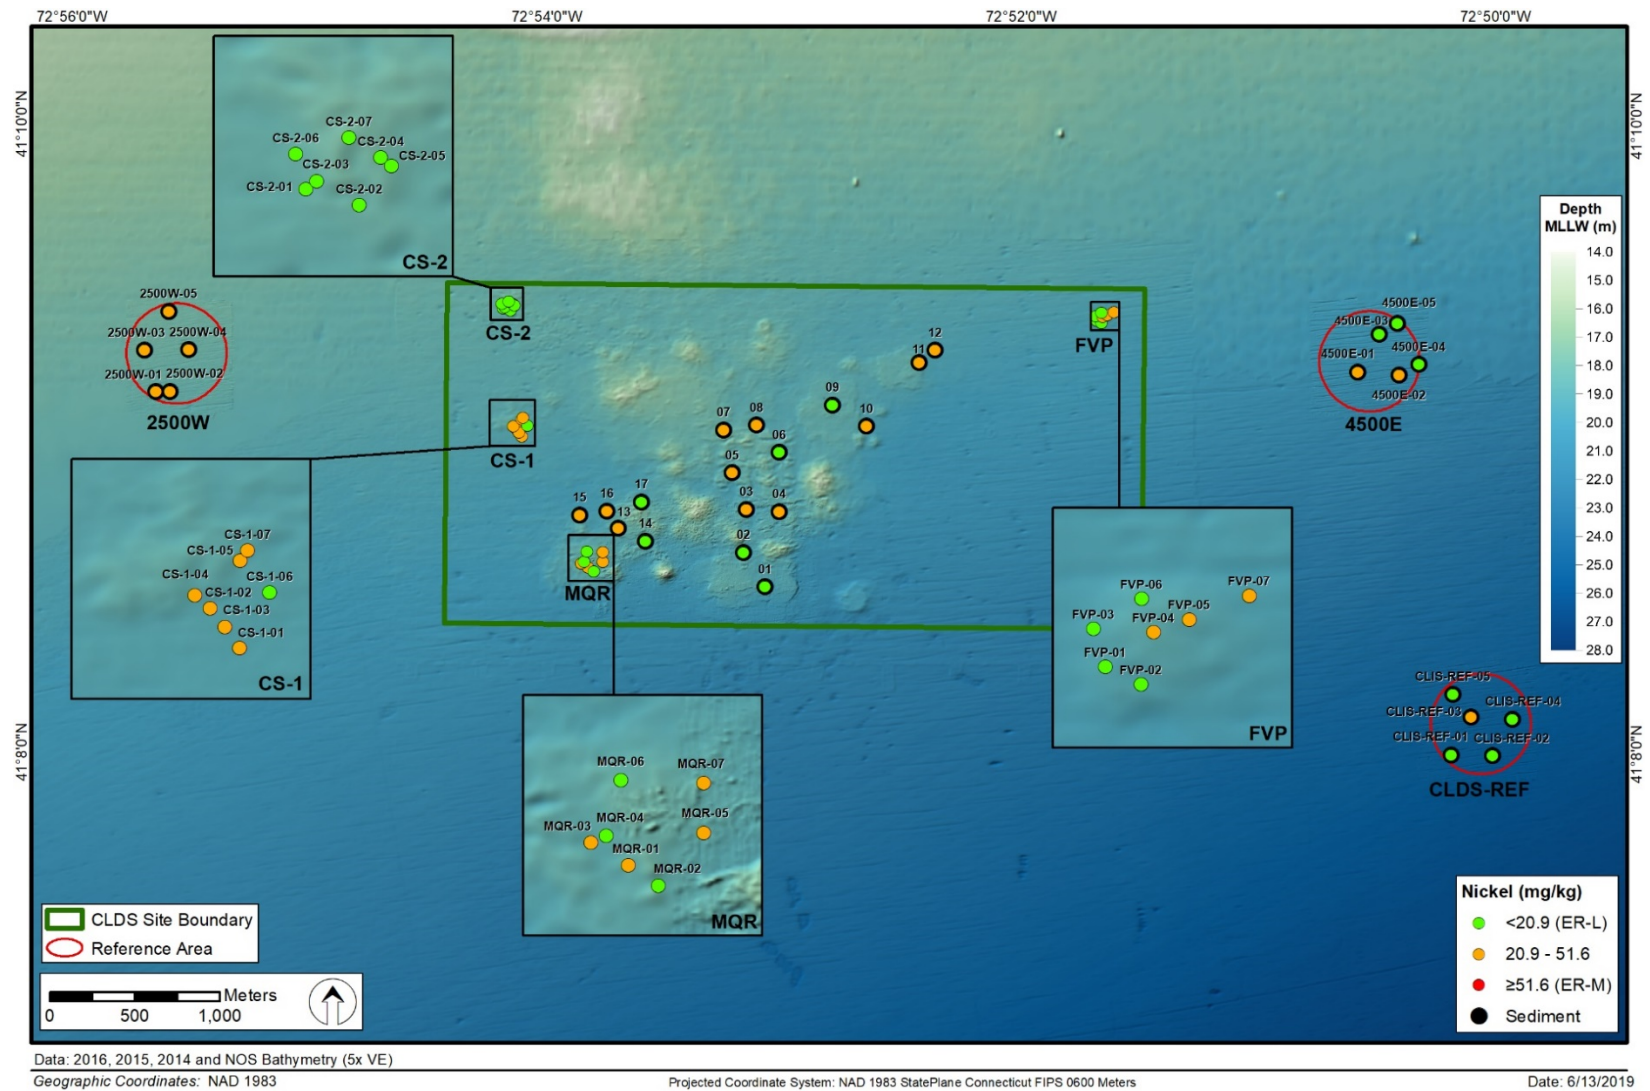 72°56'0"W
72°54'0"W
72°52'0"W
72°50'0"W
41°10'0"N
41°10'0"N
CS-2-07
CS-2-06
CS-2-04
CS-2-05
CS-2-03
CS-2-01
CS-2-02
CS-2
Depth
MLLW (m)
14.0
15.0
16.0
17.0
18.0
19.0
20.0
21.0
22.0
23.0
24.0
25.0
26.0
27.0
28.0
2500W-05
2500W-03
2500W-04
2500W-01
2500W-02
2500W
CS-2
FVP
4500E-05
4500E-03
4500E-04
4500E-01
4500E-02
4500E
12
11
09
10
07
08
06
05
03
04
02
01
CS-1
15
16
17
13
14
MQR
CS-1-07
CS-1-05
CS-1-04
CS-1-06
CS-1-02
CS-1-03
CS-1-01
CS-1
FVP-07
FVP-06
FVP-05
FVP-03
FVP-04
FVP-01
FVP-02
FVP
CLIS-REF-05
CLIS-REF-04
CLIS-REF-03
CLIS-REF-01
CLIS-REF-02
CLDS-REF
41°8'0"N
41°8'0"N
MQR-06
MQR-07
MQR-05
MQR-04
MQR-03
MQR-01
MQR-02
MQR
CLDS Site Boundary
Reference Area
Meters
0 500 1,000
Nickel (mg/kg)
<20.9 (ER-L)
20.9 - 51.6
≥51.6 (ER-M)
Sediment
Data: 2016, 2015, 2014 and NOS Bathymetry (5x VE)
Geographic Coordinates: NAD 1983
Projected Coordinate System: NAD 1983 StatePlane Connecticut FIPS 0600 Meters
Date: 6/13/2019